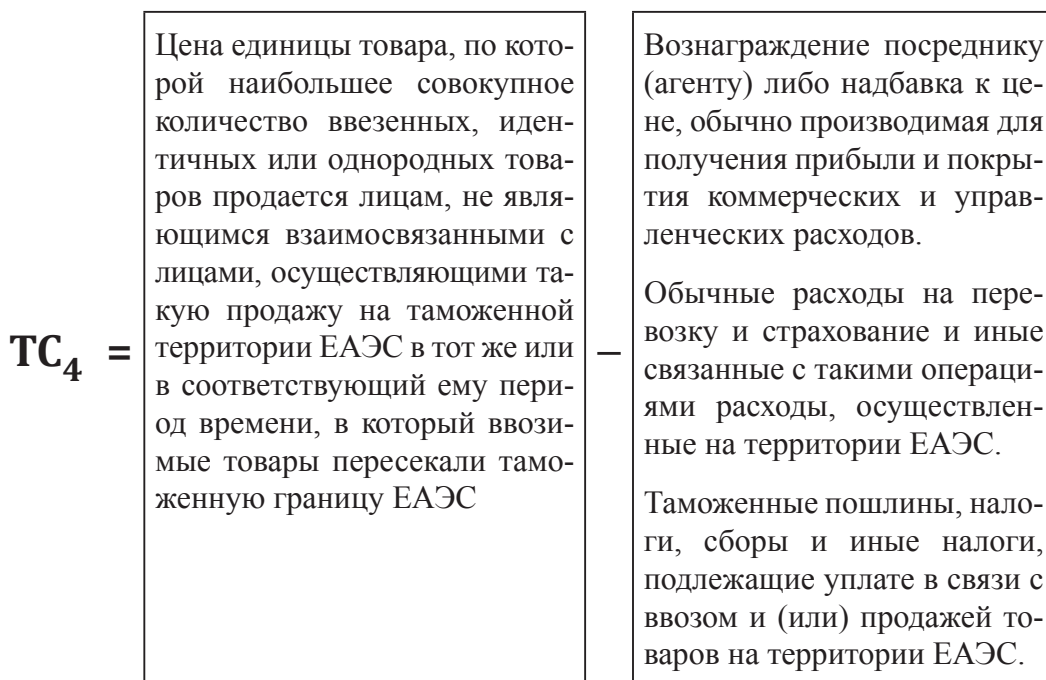 Цена единицы товара, по кото-
рой наибольшее совокупное
количество ввезенных, иден-
тичных или однородных това-
ров продается лицам, не явля-
ющимся взаимосвязанными с
лицами, осуществляющими та-
кую продажу на таможенной
территории ЕАЭС в тот же или
в соответствующий ему пери-
од времени, в который ввози-
мые товары пересекали тамо-
женную границу ЕАЭС
ТС₄ =
–
Вознаграждение посреднику
(агенту) либо надбавка к це-
не, обычно производимая для
получения прибыли и покры-
тия коммерческих и управ-
ленческих расходов.
Обычные расходы на пере-
возку и страхование и иные
связанные с такими операци-
ями расходы, осуществлен-
ные на территории ЕАЭС.
Таможенные пошлины, нало-
ги, сборы и иные налоги,
подлежащие уплате в связи с
ввозом и (или) продажей то-
варов на территории ЕАЭС.